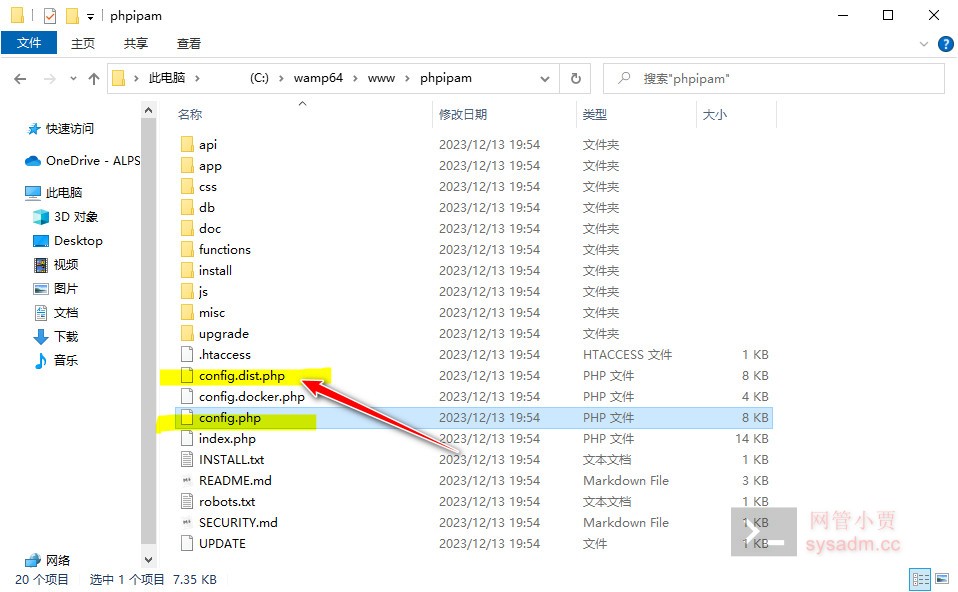 phpipam
文件 主页 共享 查看
此电脑 (C:) wamp64 www phpipam 搜索"phpipam"
名称 修改日期 类型 大小
快速访问
OneDrive - ALPS
此电脑
3D 对象
Desktop
视频
图片
文档
下载
音乐
网络
api 2023/12/13 19:54 文件夹
app 2023/12/13 19:54 文件夹
css 2023/12/13 19:54 文件夹
db 2023/12/13 19:54 文件夹
doc 2023/12/13 19:54 文件夹
functions 2023/12/13 19:54 文件夹
install 2023/12/13 19:54 文件夹
js 2023/12/13 19:54 文件夹
misc 2023/12/13 19:54 文件夹
upgrade 2023/12/13 19:54 文件夹
.htaccess 2023/12/13 19:54 HTACCESS 文件 1 KB
config.dist.php 2023/12/13 19:54 PHP 文件 8 KB
config.docker.php 2023/12/13 19:54 PHP 文件 4 KB
config.php 2023/12/13 19:54 PHP 文件 8 KB
index.php 2023/12/13 19:54 PHP 文件 14 KB
INSTALL.txt 2023/12/13 19:54 文本文档 1 KB
README.md 2023/12/13 19:54 Markdown File 3 KB
robots.txt 2023/12/13 19:54 文本文档 1 KB
SECURITY.md 2023/12/13 19:54 Markdown File 1 KB
UPDATE 2023/12/13 19:54 文件 1 KB
网管小贾
sysadm.cc
20 个项目 选中 1 个项目 7.35 KB